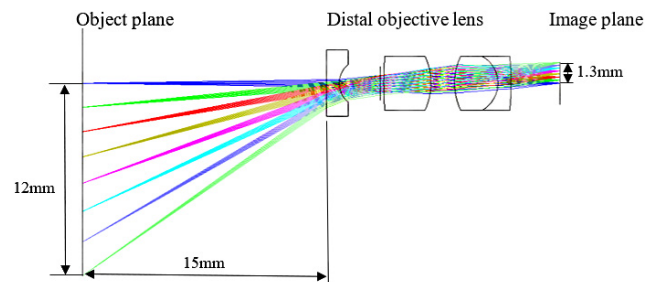 Object plane
Distal objective lens
Image plane
1.3mm
12mm
15mm